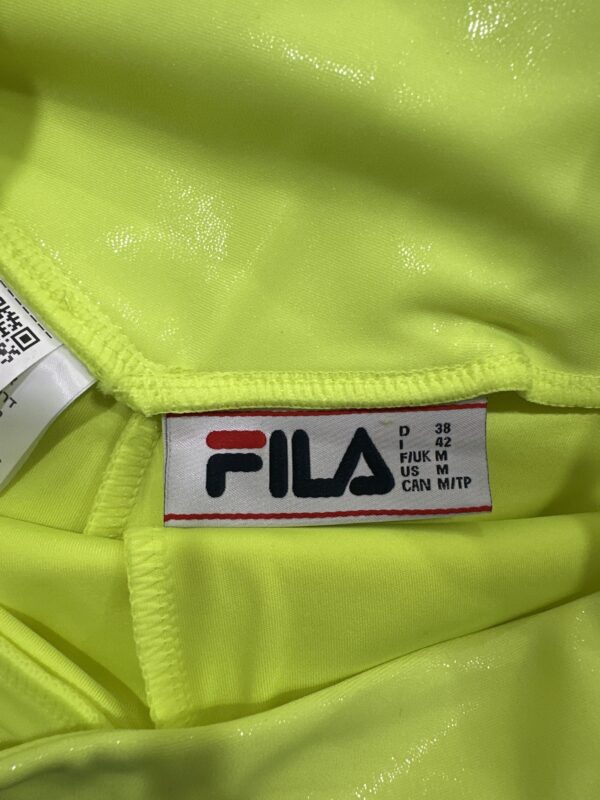 FILA
D 38
I 42
F/UK M
US M
CAN M/TP